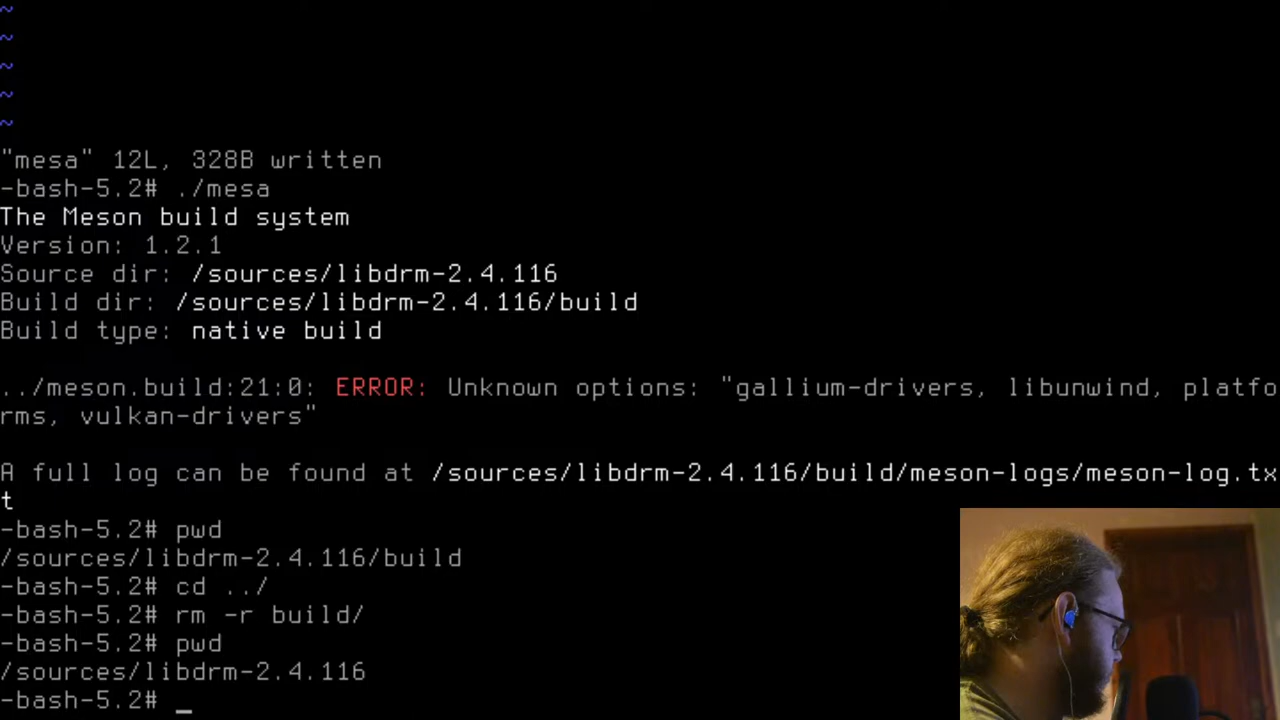 ~
~
~
~
~
"mesa" 12L, 328B written
-bash-5.2# ./mesa
The Meson build system
Version: 1.2.1
Source dir: /sources/libdrm-2.4.116
Build dir: /sources/libdrm-2.4.116/build
Build type: native build
../meson.build:21:0: ERROR: Unknown options: "gallium-drivers, libunwind, platfo
rms, vulkan-drivers"
A full log can be found at /sources/libdrm-2.4.116/build/meson-logs/meson-log.tx
t
-bash-5.2# pwd
/sources/libdrm-2.4.116/build
-bash-5.2# cd ../
-bash-5.2# rm -r build/
-bash-5.2# pwd
/sources/libdrm-2.4.116
-bash-5.2# _